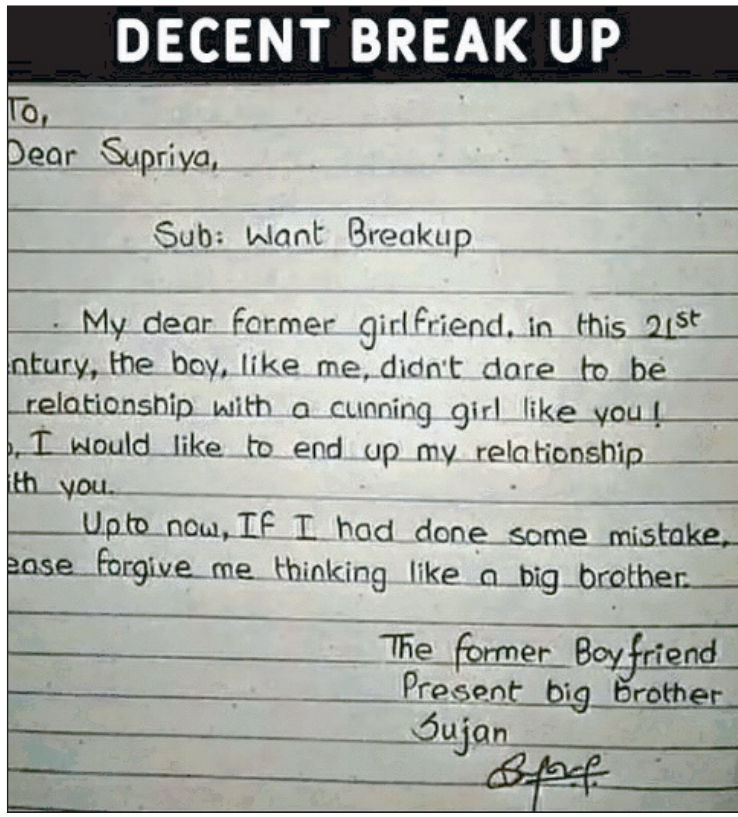 DECENT BREAK UP
To,
Dear Supriya,
Sub: Want Breakup
My dear former girlfriend, in this 21st
ntury, the boy, like me, didn't dare to be
relationship with a cunning girl like you!
, I would like to end up my relationship
ith you.
Upto now, If I had done some mistake,
ease forgive me thinking like a big brother.
The former Boyfriend
Present big brother
Sujan